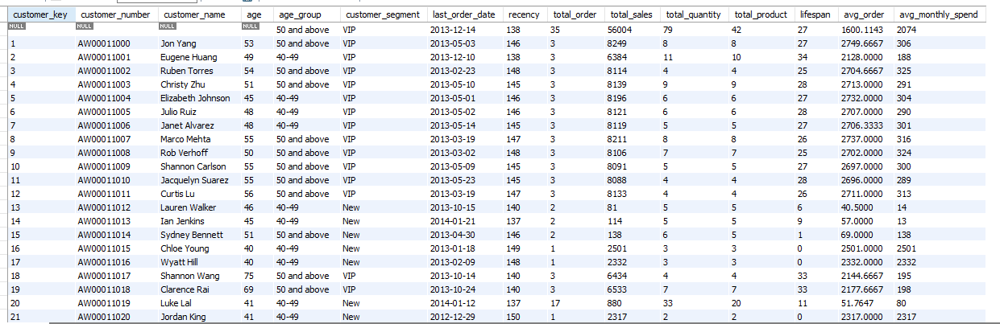 customer_key customer_number customer_name age age_group customer_segment last_order_date recency total_order total_sales total_quantity total_product lifespan avg_order avg_monthly_spend
NULL NULL NULL NULL 50 and above VIP 2013-12-14 138 35 56004 79 42 27 1600.1143 2074
1 AW00011000 Jon Yang 53 50 and above VIP 2013-05-03 146 3 8249 8 8 27 2749.6667 306
2 AW00011001 Eugene Huang 49 40-49 VIP 2013-12-10 138 3 6384 11 10 34 2128.0000 188
3 AW00011002 Ruben Torres 54 50 and above VIP 2013-02-23 148 3 8114 4 4 25 2704.6667 325
4 AW00011003 Christy Zhu 51 50 and above VIP 2013-05-10 145 3 8139 9 9 28 2713.0000 291
5 AW00011004 Elizabeth Johnson 45 40-49 VIP 2013-05-01 146 3 8196 6 6 27 2732.0000 304
6 AW00011005 Julio Ruiz 48 40-49 VIP 2013-05-02 146 3 8121 6 6 28 2707.0000 290
7 AW00011006 Janet Alvarez 48 40-49 VIP 2013-05-14 145 3 8119 5 5 27 2706.3333 301
8 AW00011007 Marco Mehta 55 50 and above VIP 2013-03-19 147 3 8211 8 8 26 2737.0000 316
9 AW00011008 Rob Verhoff 50 50 and above VIP 2013-03-02 148 3 8106 7 7 25 2702.0000 324
10 AW00011009 Shannon Carlson 55 50 and above VIP 2013-05-09 145 3 8091 5 5 27 2697.0000 300
11 AW00011010 Jacquelyn Suarez 55 50 and above VIP 2013-05-23 145 3 8088 4 4 28 2696.0000 289
12 AW00011011 Curtis Lu 56 50 and above VIP 2013-03-19 147 3 8133 4 4 26 2711.0000 313
13 AW00011012 Lauren Walker 46 40-49 New 2013-10-15 140 2 81 5 5 6 40.5000 14
14 AW00011013 Ian Jenkins 45 40-49 New 2014-01-21 137 2 114 5 5 9 57.0000 13
15 AW00011014 Sydney Bennett 51 50 and above New 2013-04-30 146 2 138 6 5 1 69.0000 138
16 AW00011015 Chloe Young 40 40-49 New 2013-01-18 149 1 2501 3 3 0 2501.0000 2501
17 AW00011016 Wyatt Hill 40 40-49 New 2013-02-09 148 1 2332 3 3 0 2332.0000 2332
18 AW00011017 Shannon Wang 75 50 and above VIP 2013-10-14 140 3 6434 4 4 33 2144.6667 195
19 AW00011018 Clarence Rai 69 50 and above VIP 2013-10-24 140 3 6533 7 7 33 2177.6667 198
20 AW00011019 Luke Lal 41 40-49 New 2014-01-12 137 17 880 33 20 11 51.7647 80
21 AW00011020 Jordan King 41 40-49 New 2012-12-29 150 1 2317 2 2 0 2317.0000 2317